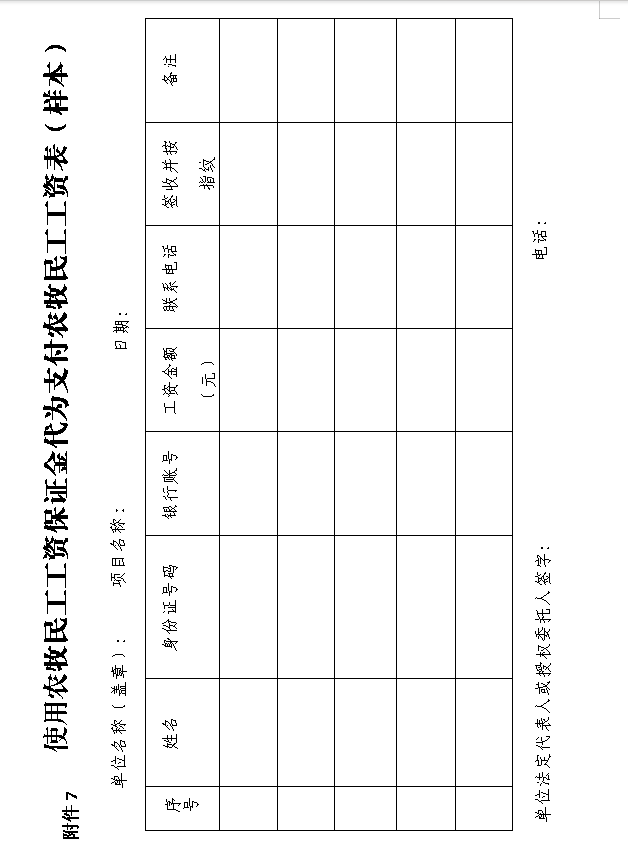 附件7
使用农牧民工工资保证金代为支付农牧民工工资表（样本）
单位名称（盖章）： 项目名称： 日期：
序号 姓名 身份证号码 银行账号 工资金额（元） 联系电话 签收并按指纹 备注
单位法定代表人或授权委托人签字： 电话：